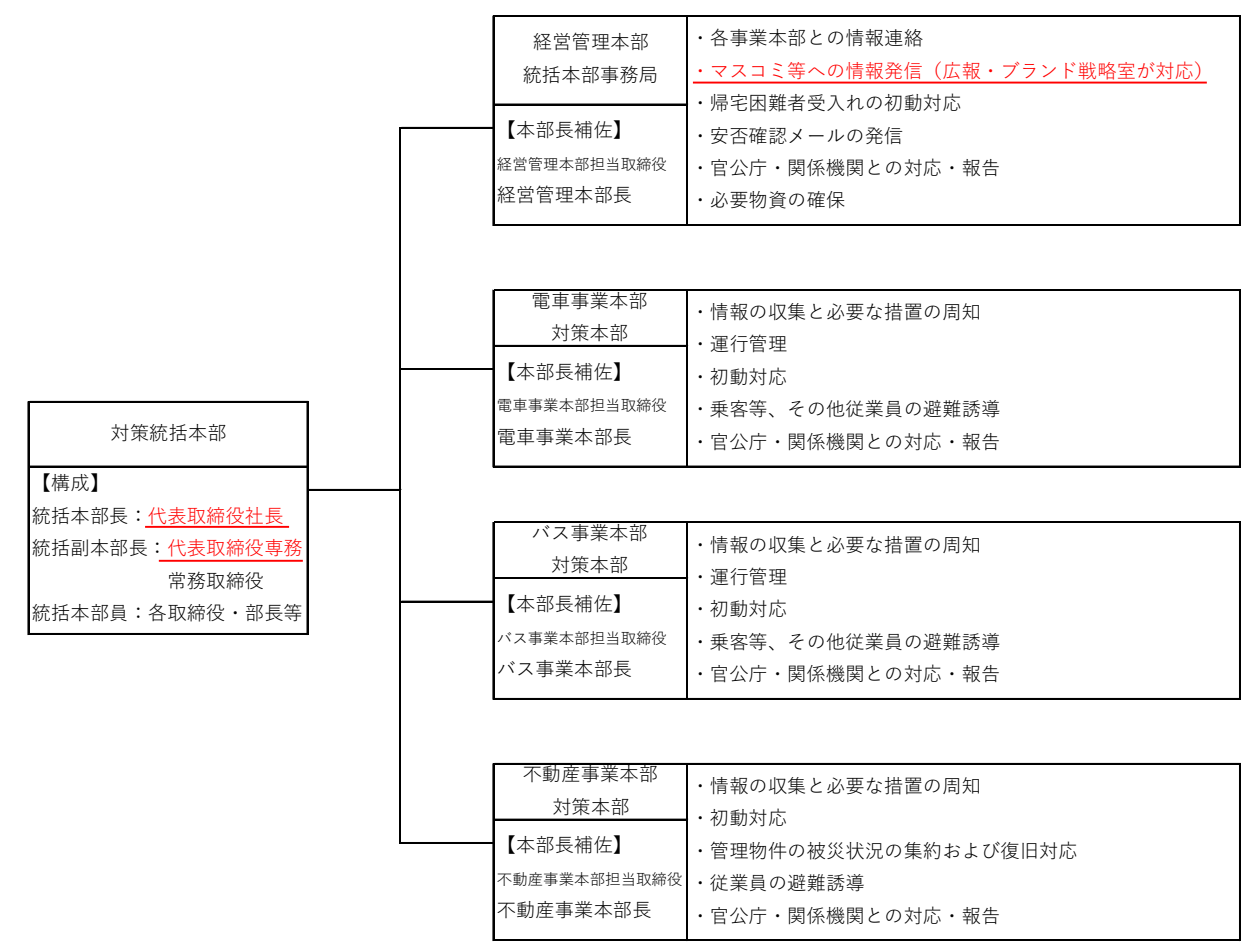 経営管理本部
統括本部事務局
【本部長補佐】
経営管理本部担当取締役
経営管理本部長
・各事業本部との情報連絡
・マスコミ等への情報発信（広報・ブランド戦略室が対応）
・帰宅困難者受入れの初動対応
・安否確認メールの発信
・官公庁・関係機関との対応・報告
・必要物資の確保
電車事業本部
対策本部
【本部長補佐】
電車事業本部担当取締役
電車事業本部長
・情報の収集と必要な措置の周知
・運行管理
・初動対応
・乗客等、その他従業員の避難誘導
・官公庁・関係機関との対応・報告
対策統括本部
【構成】
統括本部長：代表取締役社長
統括副本部長：代表取締役専務
常務取締役
統括本部員：各取締役・部長等
バス事業本部
対策本部
【本部長補佐】
バス事業本部担当取締役
バス事業本部長
・情報の収集と必要な措置の周知
・運行管理
・初動対応
・乗客等、その他従業員の避難誘導
・官公庁・関係機関との対応・報告
不動産事業本部
対策本部
【本部長補佐】
不動産事業本部担当取締役
不動産事業本部長
・情報の収集と必要な措置の周知
・初動対応
・管理物件の被災状況の集約および復旧対応
・従業員の避難誘導
・官公庁・関係機関との対応・報告